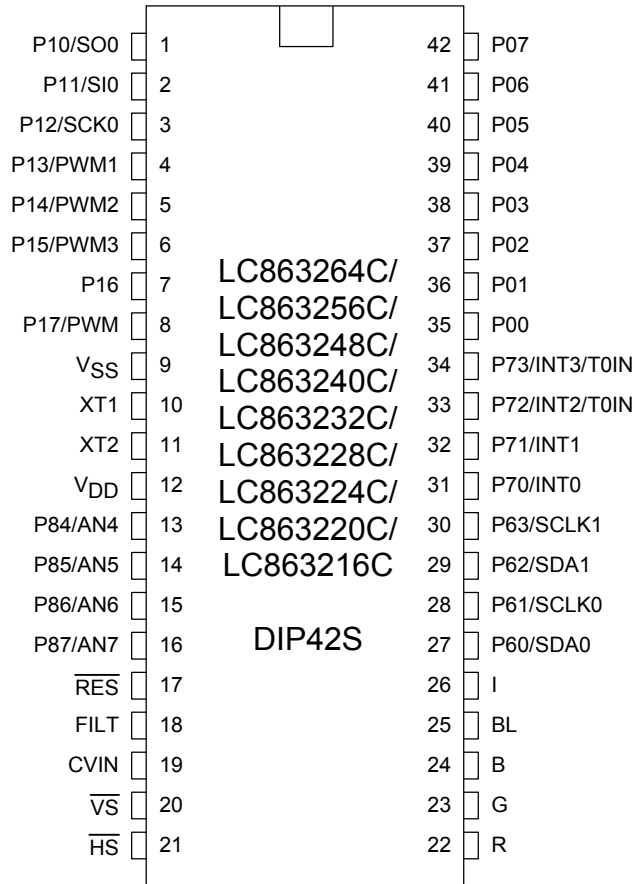 P10/SO0 1 42 P07
P11/SI0 2 41 P06
P12/SCK0 3 40 P05
P13/PWM1 4 39 P04
P14/PWM2 5 38 P03
P15/PWM3 6 37 P02
P16 7 LC863264C/ 36 P01
P17/PWM 8 LC863256C/ 35 P00
VSS 9 LC863248C/ 34 P73/INT3/T0IN
XT1 10 LC863240C/ 33 P72/INT2/T0IN
XT2 11 LC863232C/ 32 P71/INT1
LC863228C/
VDD 12 LC863224C/ 31 P70/INT0
P84/AN4 13 LC863220C/ 30 P63/SCLK1
P85/AN5 14 LC863216C 29 P62/SDA1
P86/AN6 15 28 P61/SCLK0
P87/AN7 16 DIP42S 27 P60/SDA0
RES 17 26 I
FILT 18 25 BL
CVIN 19 24 B
VS 20 23 G
HS 21 22 R